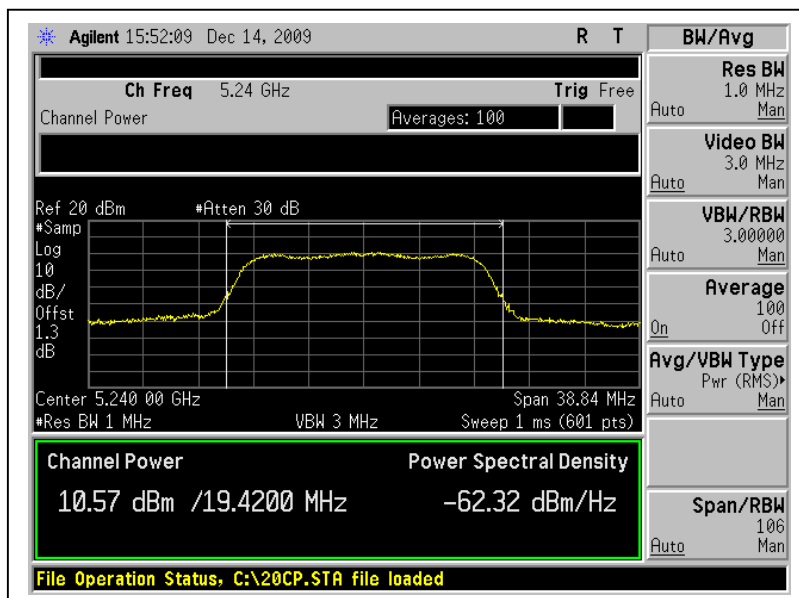 Agilent 15:52:09 Dec 14, 2009 R T
Ch Freq 5.24 GHz Trig Free
Channel Power Averages: 100
Ref 20 dBm #Atten 30 dB
#Samp
Log
10
dB/
Offst
1.3
dB
Center 5.240 00 GHz Span 38.84 MHz
#Res BW 1 MHz VBW 3 MHz Sweep 1 ms (601 pts)
Channel Power Power Spectral Density
10.57 dBm /19.4200 MHz -62.32 dBm/Hz
File Operation Status, C:\20CP.STA file loaded
BW/Avg
Res BW
1.0 MHz
Auto Man
Video BW
3.0 MHz
Auto Man
VBW/RBW
3.00000
Auto Man
Average
100
On Off
Avg/VBW Type
Pwr (RMS)
Auto Man
Span/RBW
106
Auto Man